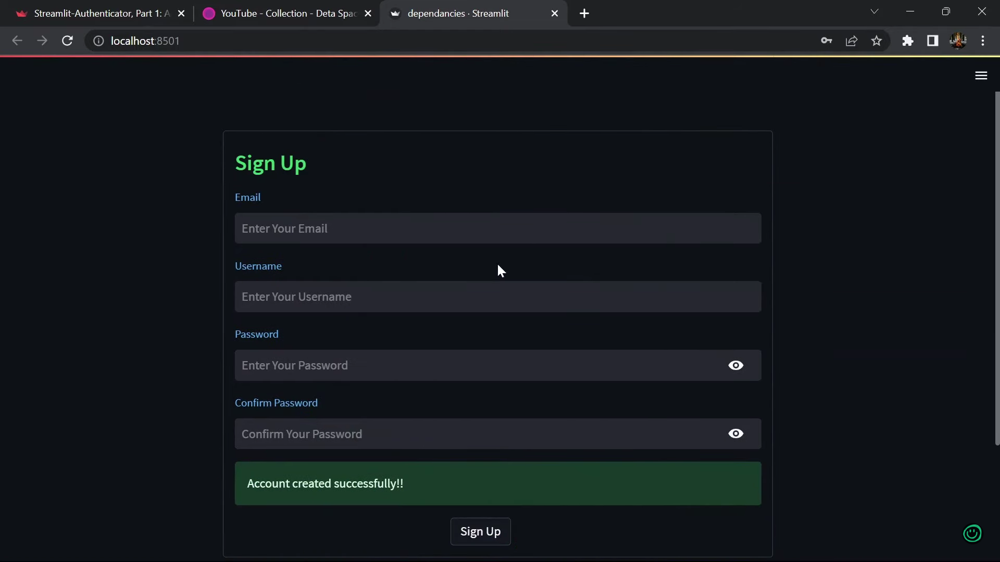 Streamlit-Authenticator, Part 1: A
YouTube - Collection - Deta Spac
dependancies · Streamlit
localhost:8501
Sign Up
Email
Enter Your Email
Username
Enter Your Username
Password
Enter Your Password
Confirm Password
Confirm Your Password
Account created successfully!!
Sign Up